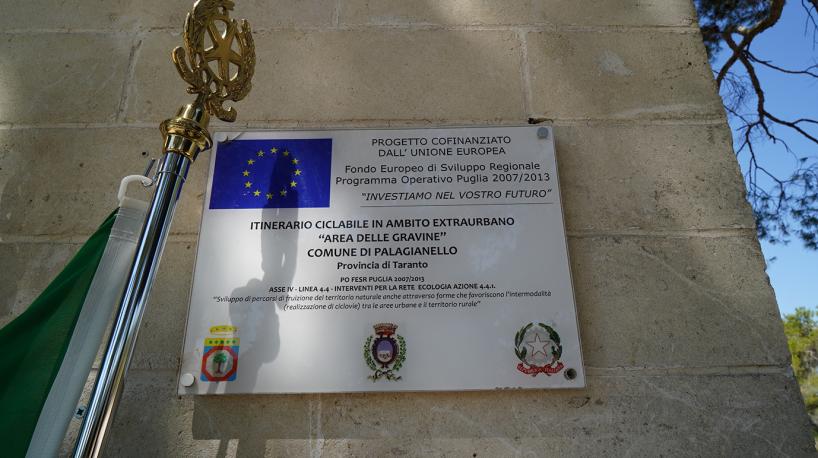 PROGETTO COFINANZIATO
DALL' UNIONE EUROPEA
Fondo Europeo di Sviluppo Regionale
Programma Operativo Puglia 2007/2013
"INVESTIAMO NEL VOSTRO FUTURO"
ITINERARIO CICLABILE IN AMBITO EXTRAURBANO
"AREA DELLE GRAVINE"
COMUNE DI PALAGIANELLO
Provincia di Taranto
PO FESR PUGLIA 2007/2013
ASSE IV - LINEA 4.4 - INTERVENTI PER LA RETE ECOLOGIA AZIONE 4.4.1.
"Sviluppo di percorsi di fruizione del territorio naturale anche attraverso forme che favoriscono l'intermodalità
(realizzazione di ciclovie) tra le aree urbane e il territorio rurale"